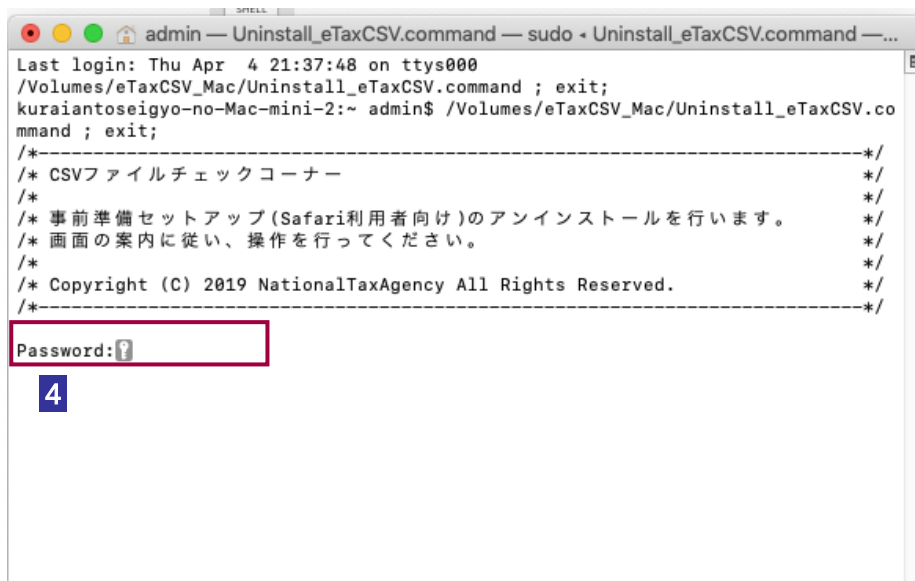 SHELL
admin — Uninstall_eTaxCSV.command — sudo ◂ Uninstall_eTaxCSV.command —...
Last login: Thu Apr  4 21:37:48 on ttys000
/Volumes/eTaxCSV_Mac/Uninstall_eTaxCSV.command ; exit;
kuraiantoseigyo-no-Mac-mini-2:~ admin$ /Volumes/eTaxCSV_Mac/Uninstall_eTaxCSV.co
mmand ; exit;
/*----------------------------------------------------------------------------*/
/* CSVファイルチェックコーナー */
/* */
/* 事前準備セットアップ(Safari利用者向け)のアンインストールを行います。 */
/* 画面の案内に従い、操作を行ってください。 */
/* */
/* Copyright (C) 2019 NationalTaxAgency All Rights Reserved. */
/*----------------------------------------------------------------------------*/
Password:
4